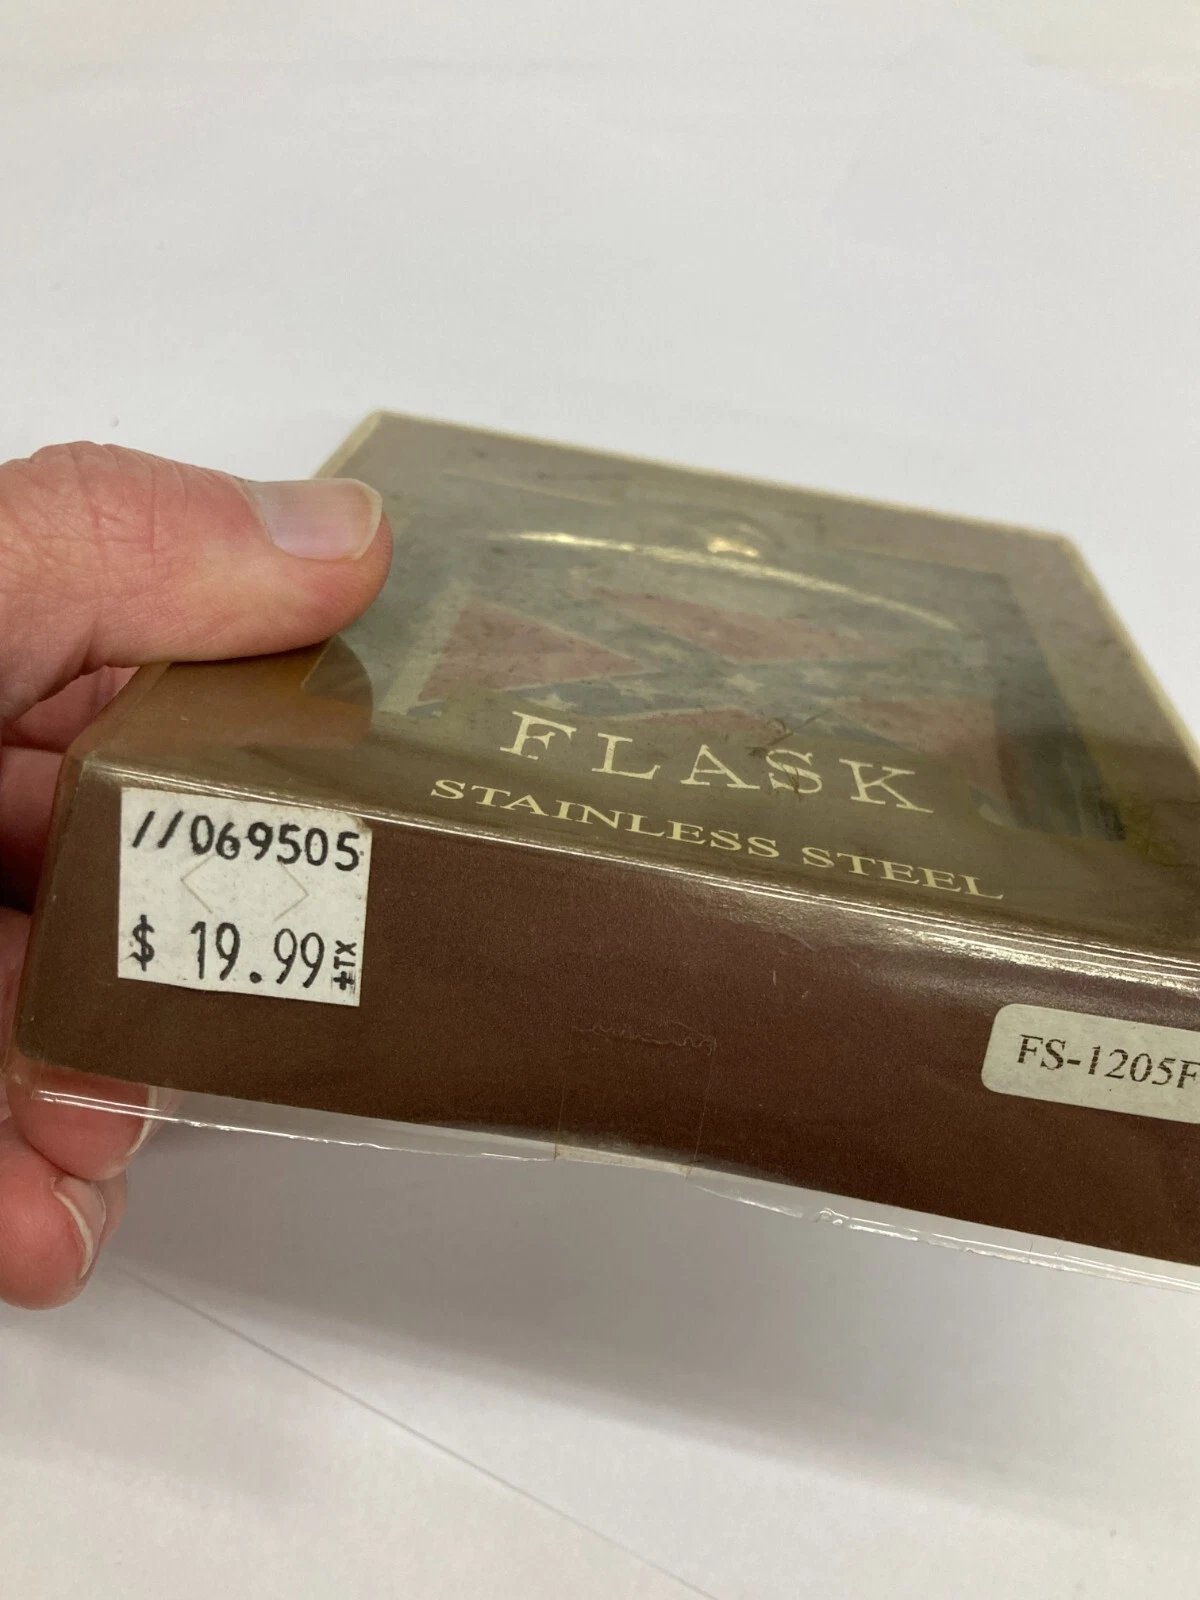 FLASK
STAINLESS STEEL
//069505
$ 19.99+TX
FS-1205F